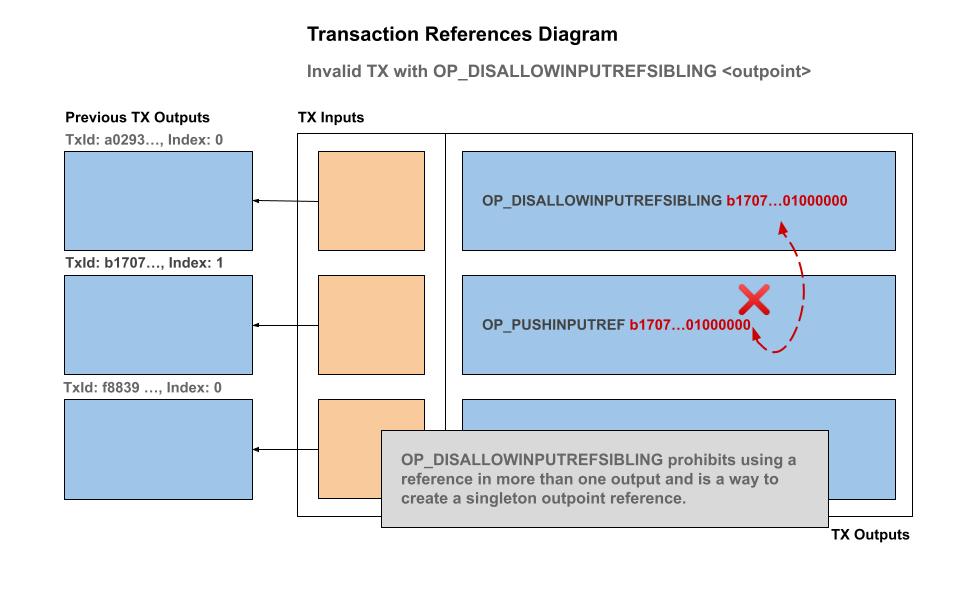 Transaction References Diagram
Invalid TX with OP_DISALLOWINPUTREFSIBLING <outpoint>
Previous TX Outputs
TX Inputs
TxId: a0293…, Index: 0
OP_DISALLOWINPUTREFSIBLING b1707…01000000
TxId: b1707…, Index: 1
OP_PUSHINPUTREF b1707…01000000
TxId: f8839 …, Index: 0
OP_DISALLOWINPUTREFSIBLING prohibits using a
reference in more than one output and is a way to
create a singleton outpoint reference.
TX Outputs